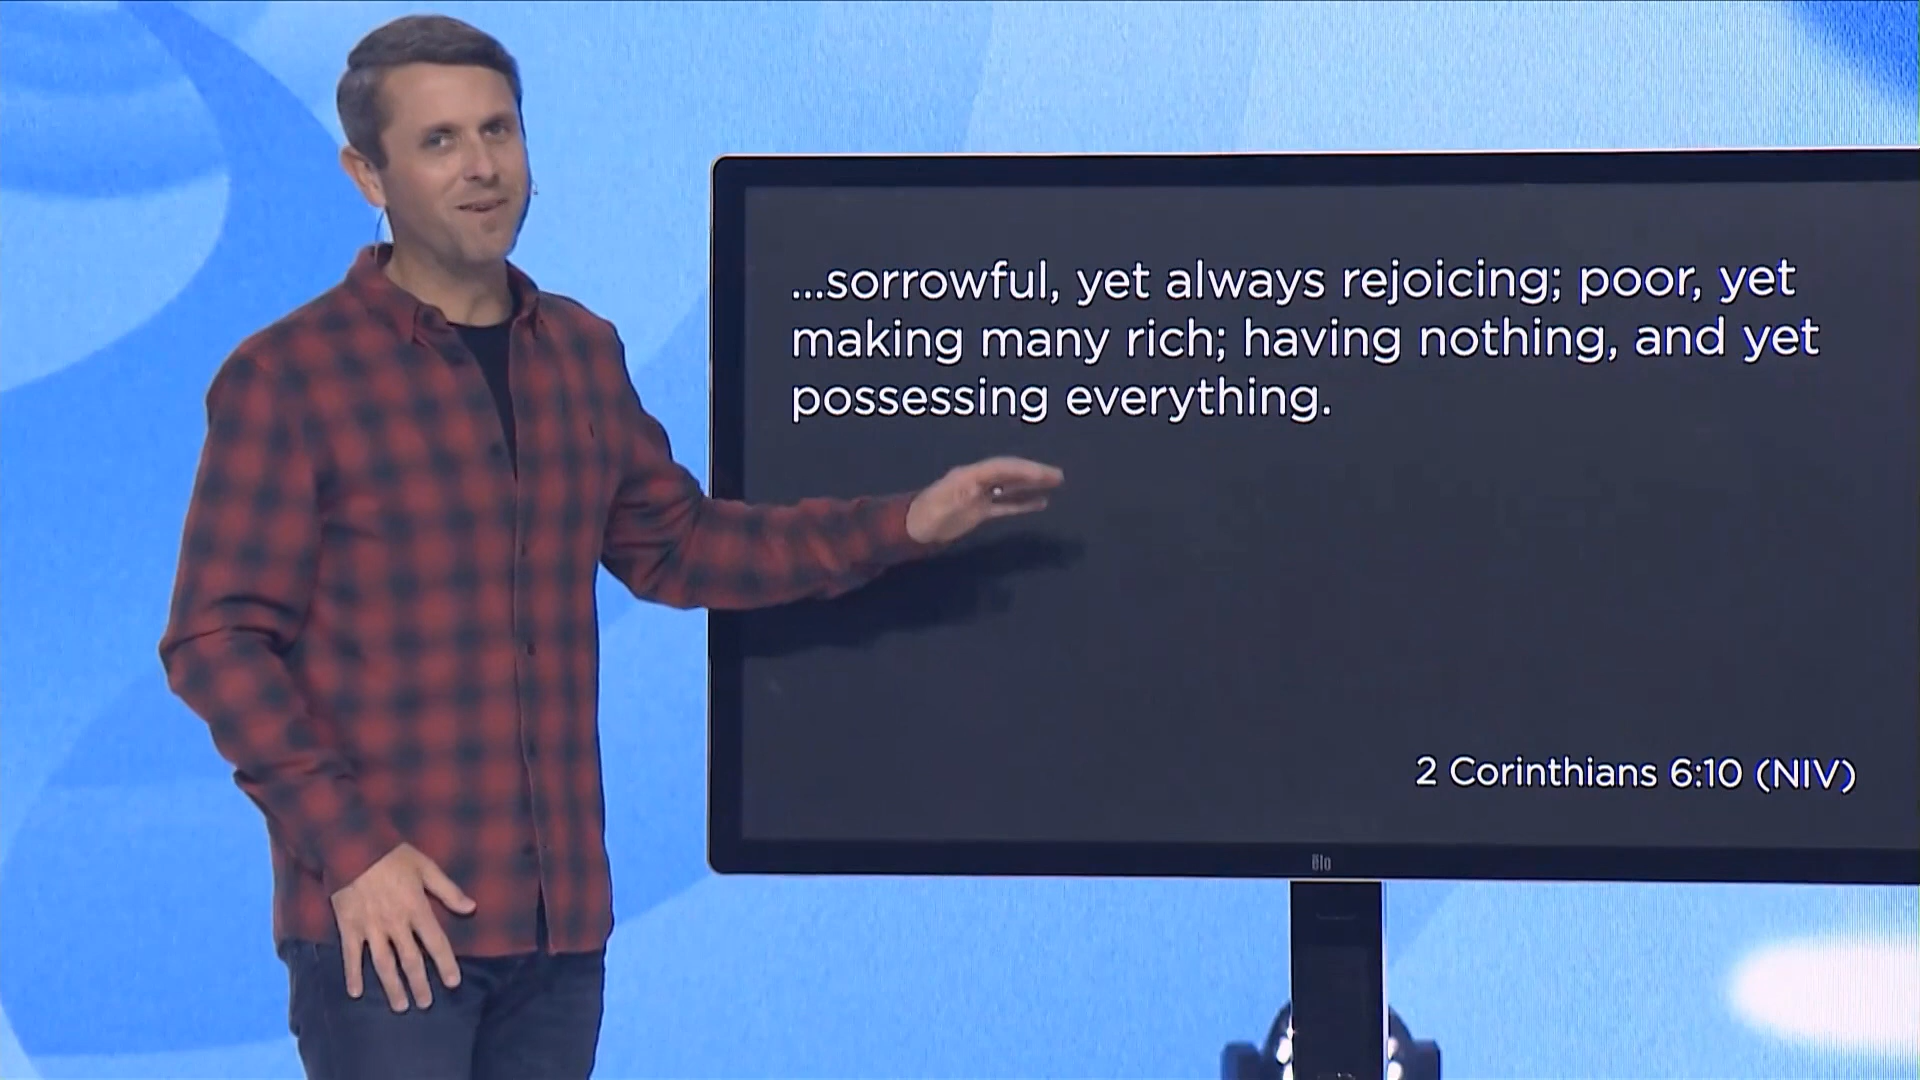 ...sorrowful, yet always rejoicing; poor, yet
making many rich; having nothing, and yet
possessing everything.
2 Corinthians 6:10 (NIV)
elo